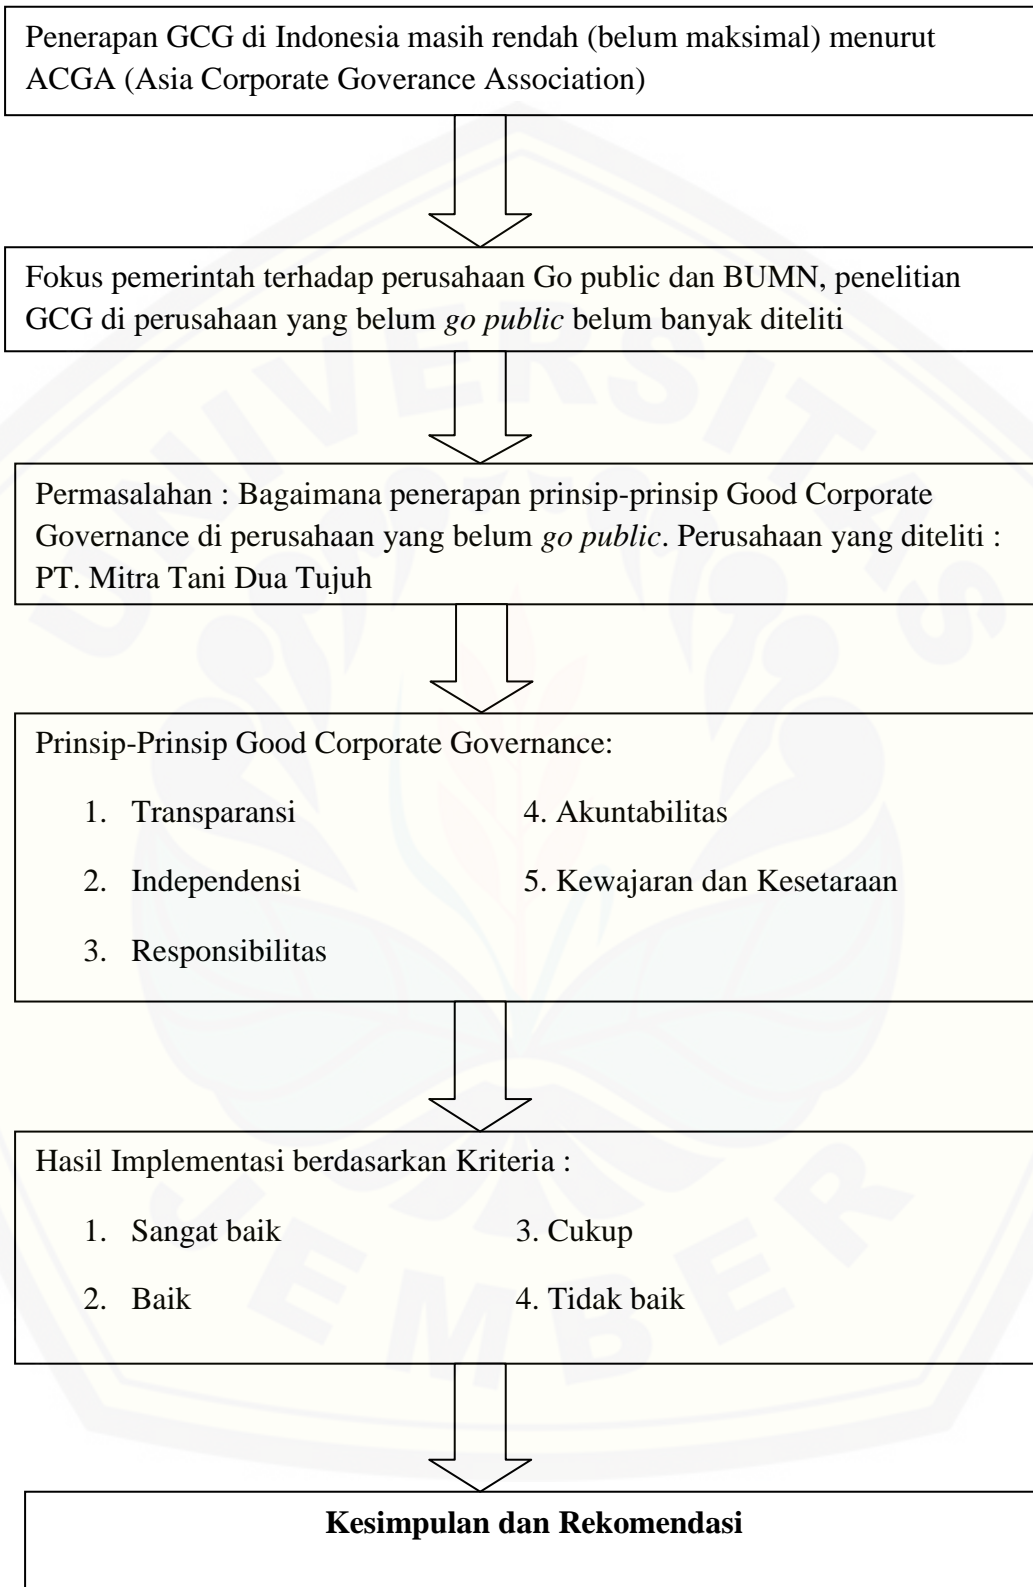 Penerapan GCG di Indonesia masih rendah (belum maksimal) menurut
ACGA (Asia Corporate Goverance Association)
Fokus pemerintah terhadap perusahaan Go public dan BUMN, penelitian
GCG di perusahaan yang belum go public belum banyak diteliti
Permasalahan : Bagaimana penerapan prinsip-prinsip Good Corporate
Governance di perusahaan yang belum go public. Perusahaan yang diteliti :
PT. Mitra Tani Dua Tujuh
Prinsip-Prinsip Good Corporate Governance:
1. Transparansi 4. Akuntabilitas
2. Independensi 5. Kewajaran dan Kesetaraan
3. Responsibilitas
Hasil Implementasi berdasarkan Kriteria :
1. Sangat baik 3. Cukup
2. Baik 4. Tidak baik
Kesimpulan dan Rekomendasi
UNIVERSITAS
JEMBER